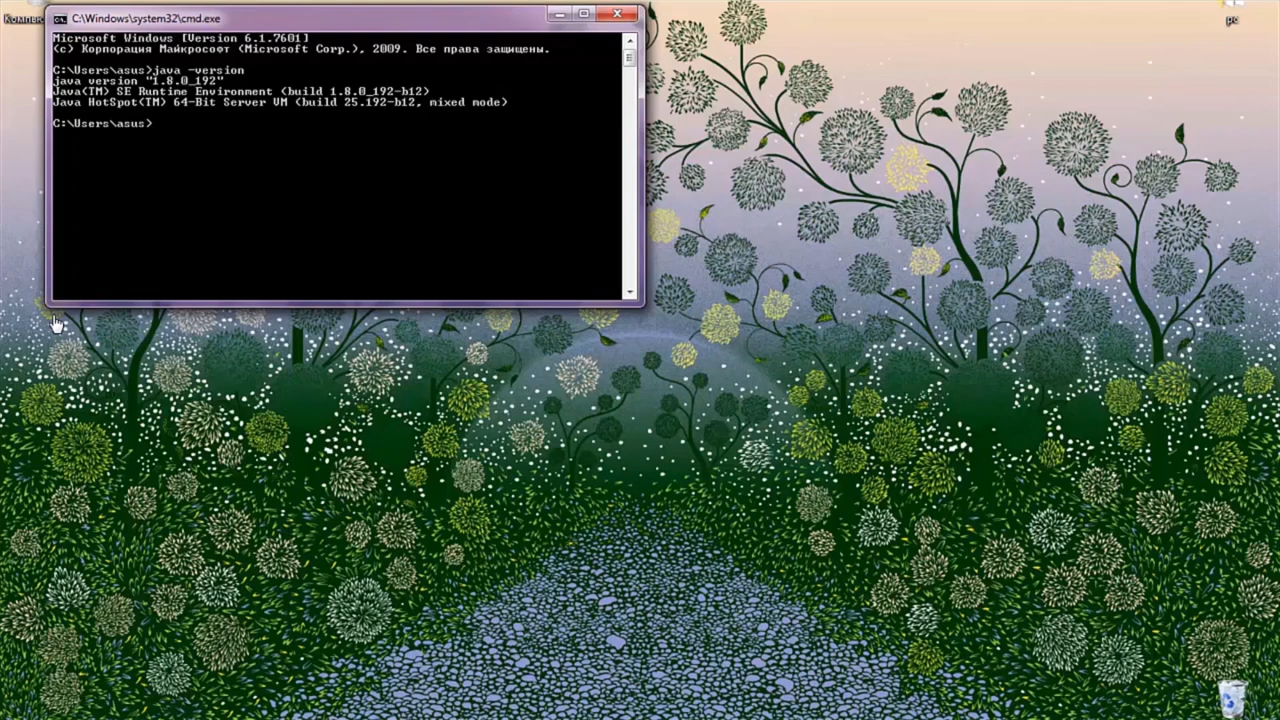 C:\Windows\system32\cmd.exe
Microsoft Windows [Version 6.1.7601]
(c) Корпорация Майкрософт (Microsoft Corp.), 2009. Все права защищены.
C:\Users\asus>java -version
java version "1.8.0_192"
Java(TM) SE Runtime Environment (build 1.8.0_192-b12)
Java HotSpot(TM) 64-Bit Server VM (build 25.192-b12, mixed mode)
C:\Users\asus>
pc